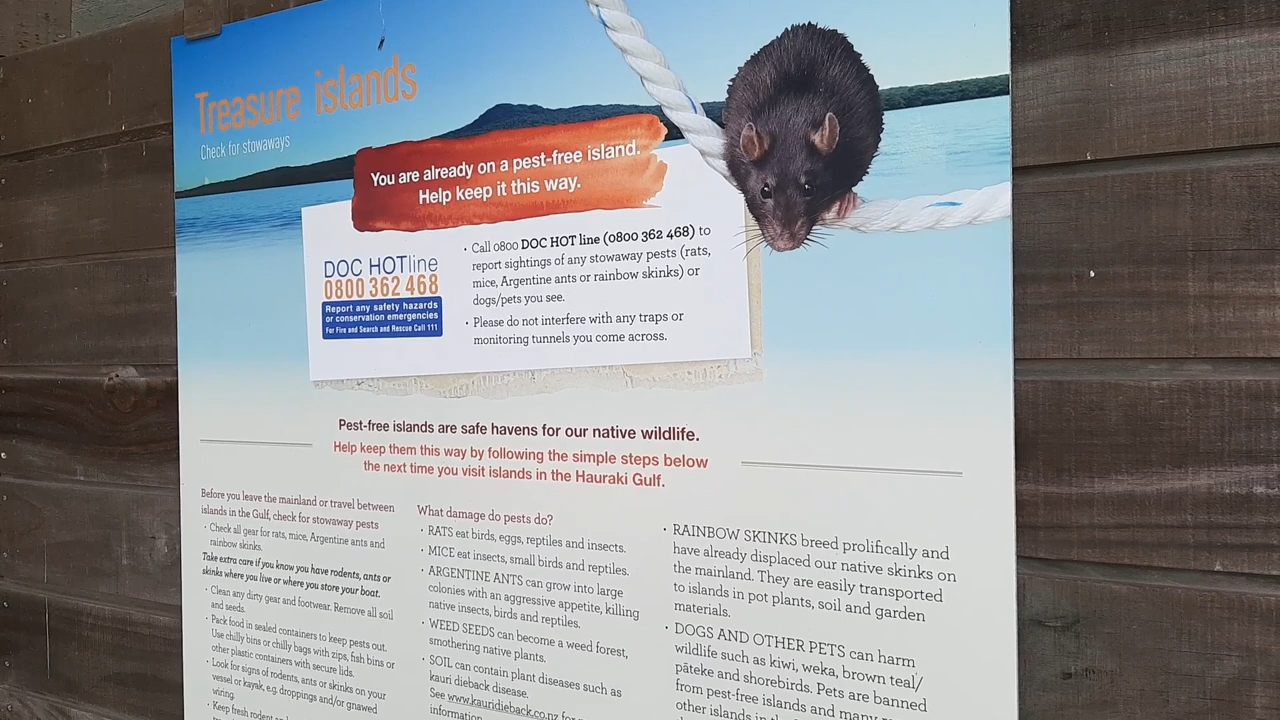 Treasure islands
Check for stowaways
You are already on a pest-free island.
Help keep it this way.
DOC HOTline
0800 362 468
Report any safety hazards
or conservation emergencies
For Fire and Search and Rescue Call 111
• Call 0800 DOC HOT line (0800 362 468) to
report sightings of any stowaway pests (rats,
mice, Argentine ants or rainbow skinks) or
dogs/pets you see.
• Please do not interfere with any traps or
monitoring tunnels you come across.
Pest-free islands are safe havens for our native wildlife.
Help keep them this way by following the simple steps below
the next time you visit islands in the Hauraki Gulf.
Before you leave the mainland or travel between
islands in the Gulf, check for stowaway pests
• Check all gear for rats, mice, Argentine ants and
rainbow skinks.
Take extra care if you know you have rodents, ants or
skinks where you live or where you store your boat.
• Clean any dirty gear and footwear. Remove all soil
and seeds.
• Pack food in sealed containers to keep pests out.
Use chilly bins or chilly bags with zips, fish bins or
other plastic containers with secure lids.
• Look for signs of rodents, ants or skinks on your
vessel or kayak, e.g. droppings and/or gnawed
wiring.
• Keep fresh rodent
What damage do pests do?
• RATS eat birds, eggs, reptiles and insects.
• MICE eat insects, small birds and reptiles.
• ARGENTINE ANTS can grow into large
colonies with an aggressive appetite, killing
native insects, birds and reptiles.
• WEED SEEDS can become a weed forest,
smothering native plants.
• SOIL can contain plant diseases such as
kauri dieback disease.
See www.kauridieback.co.nz for
information.
• RAINBOW SKINKS breed prolifically and
have already displaced our native skinks on
the mainland. They are easily transported
to islands in pot plants, soil and garden
materials.
• DOGS AND OTHER PETS can harm
wildlife such as kiwi, weka, brown teal/
pāteke and shorebirds. Pets are banned
from pest-free islands and many
other islands in